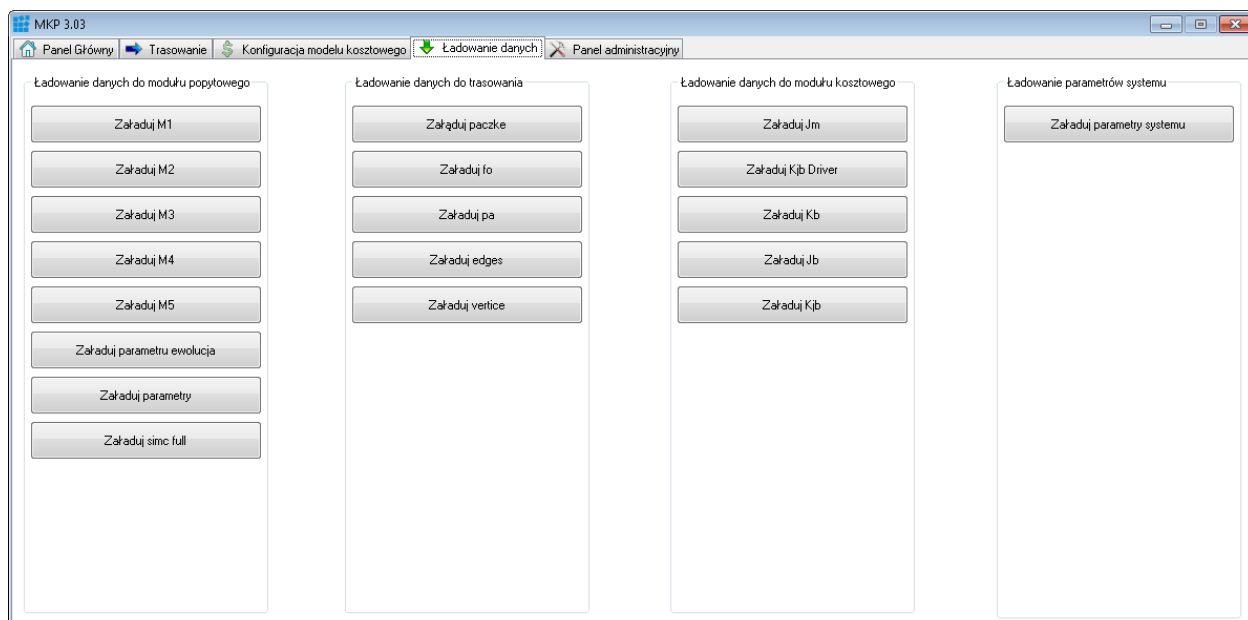 MKP 3.03
Panel Główny Trasowanie Konfiguracja modelu kosztowego Ładowanie danych Panel administracyjny
Ładowanie danych do modułu popytowego
Załaduj M1
Załaduj M2
Załaduj M3
Załaduj M4
Załaduj M5
Załaduj parametru ewolucja
Załaduj parametry
Załaduj simc full
Ładowanie danych do trasowania
Załąduj paczke
Załaduj fo
Załaduj pa
Załaduj edges
Załaduj vertice
Ładowanie danych do modułu kosztowego
Załaduj Jm
Załaduj Kjb Driver
Załaduj Kb
Załaduj Jb
Załaduj Kjb
Ładowanie parametrów systemu
Załaduj parametry systemu